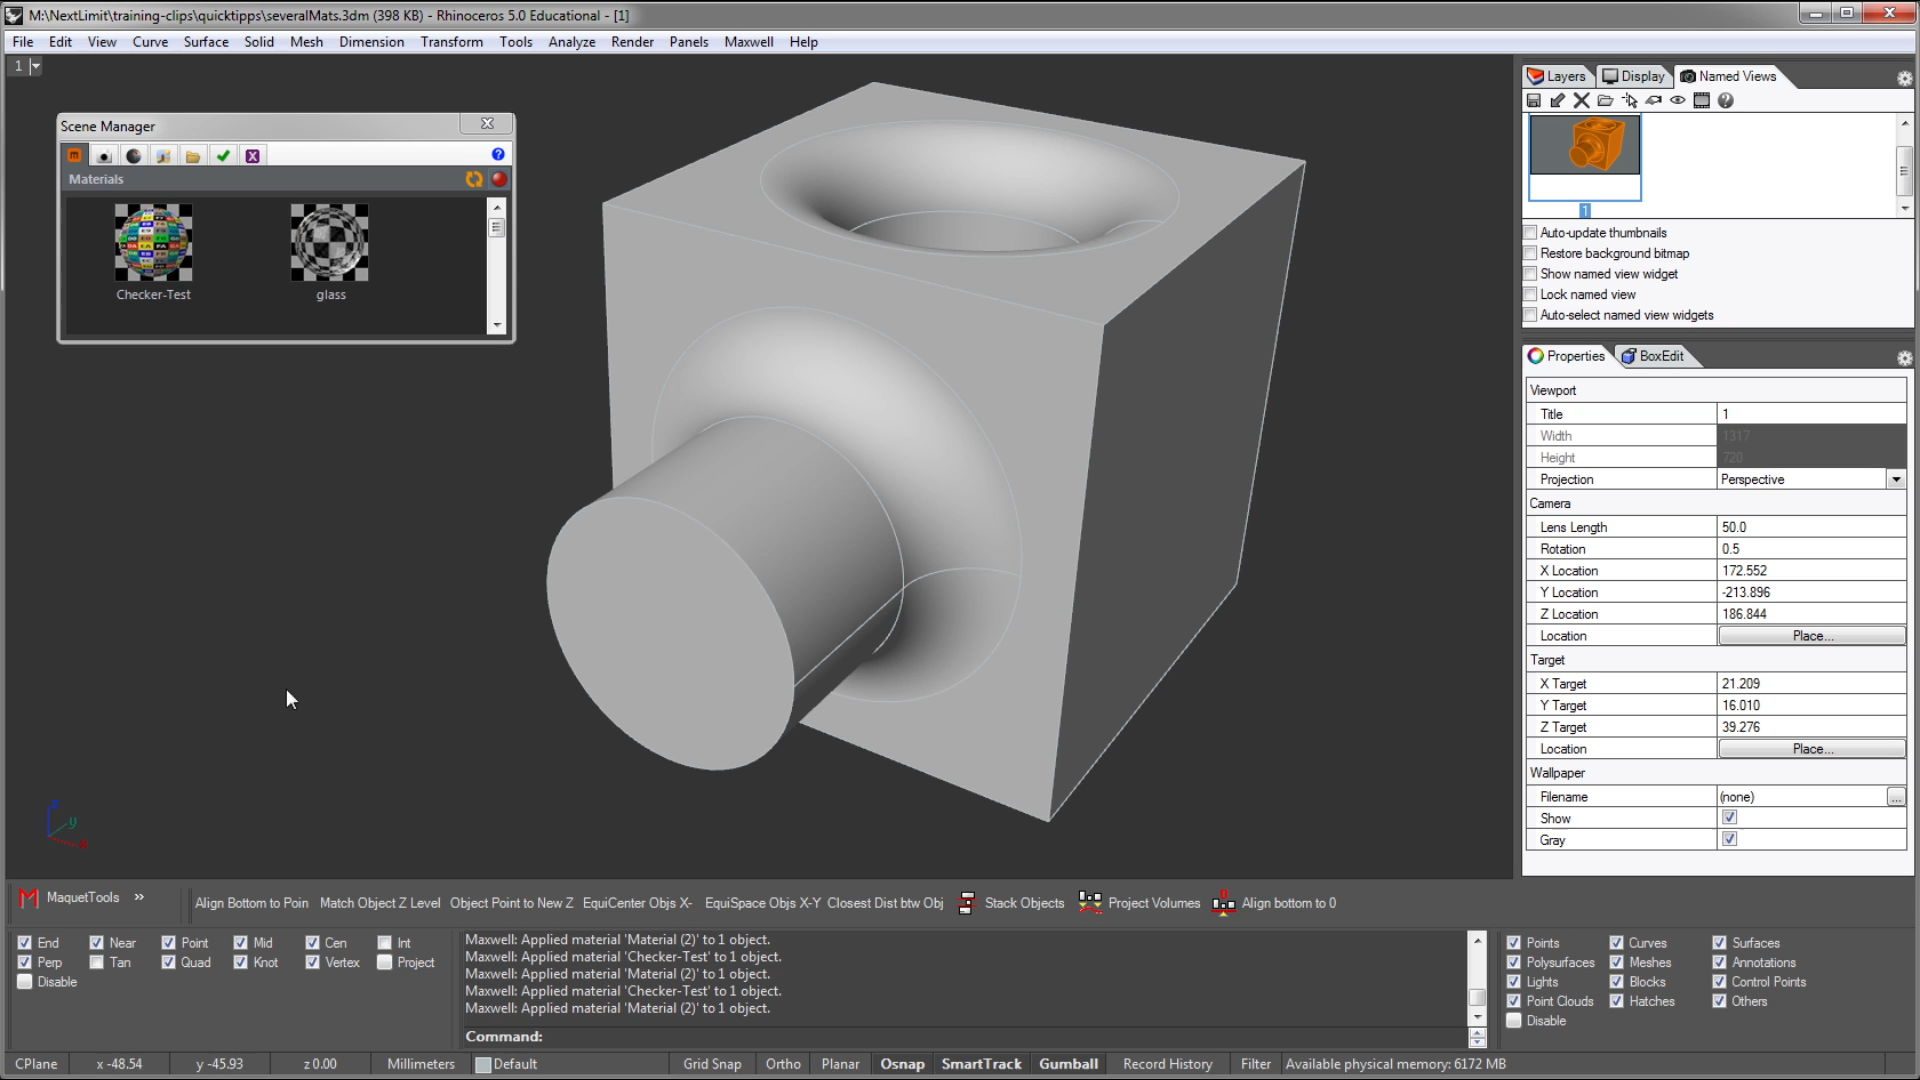 M:\NextLimit\training-clips\quicktipps\severalMats.3dm (398 KB) - Rhinoceros 5.0 Educational - [1]
File Edit View Curve Surface Solid Mesh Dimension Transform Tools Analyze Render Panels Maxwell Help
1
Scene Manager
Materials
Checker-Test glass
Layers Display Named Views
1
Auto-update thumbnails
Restore background bitmap
Show named view widget
Lock named view
Auto-select named view widgets
Properties BoxEdit
Viewport
Title 1
Width 1317
Height 720
Projection Perspective
Camera
Lens Length 50.0
Rotation 0.5
X Location 172.552
Y Location -213.896
Z Location 186.844
Location Place...
Target
X Target 21.209
Y Target 16.010
Z Target 39.276
Location Place...
Wallpaper
Filename (none) ...
Show
Gray
z
y
x
MaquetTools » Align Bottom to Poin Match Object Z Level Object Point to New Z EquiCenter Objs X- EquiSpace Objs X-Y Closest Dist btw Obj Stack Objects Project Volumes Align bottom to 0
End Near Point Mid Cen Int
Perp Tan Quad Knot Vertex Project
Disable
Maxwell: Applied material 'Material (2)' to 1 object.
Maxwell: Applied material 'Checker-Test' to 1 object.
Maxwell: Applied material 'Material (2)' to 1 object.
Maxwell: Applied material 'Checker-Test' to 1 object.
Maxwell: Applied material 'Material (2)' to 1 object.
Command:
Points Curves Surfaces
Polysurfaces Meshes Annotations
Lights Blocks Control Points
Point Clouds Hatches Others
Disable
CPlane x -48.54 y -45.93 z 0.00 Millimeters Default Grid Snap Ortho Planar Osnap SmartTrack Gumball Record History Filter Available physical memory: 6172 MB